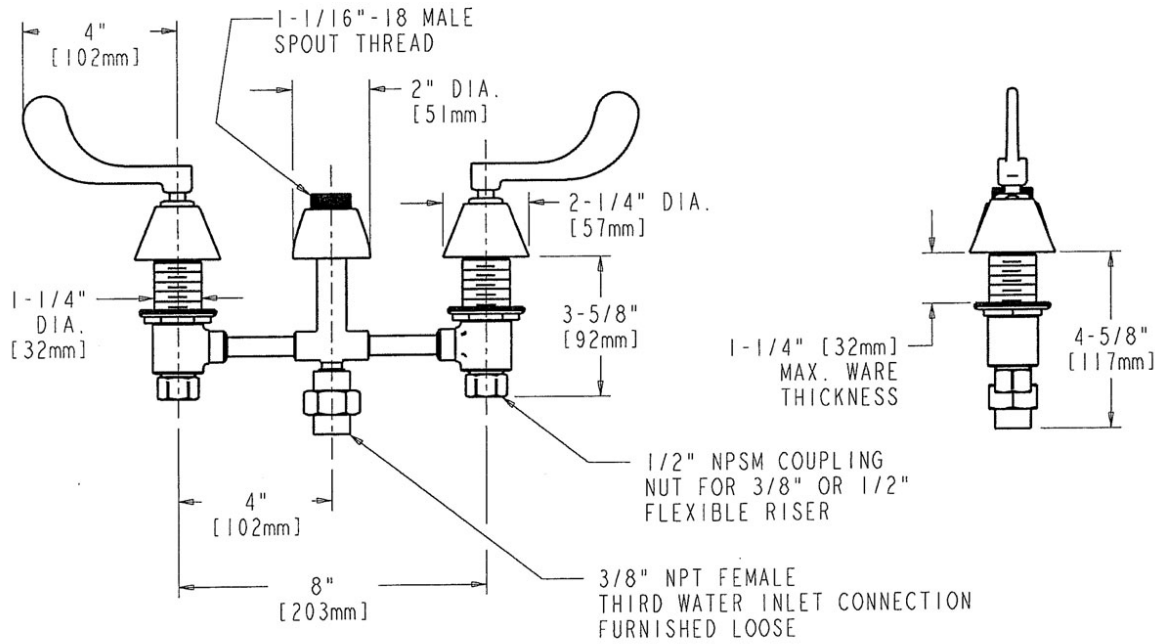 4"
[102mm]
1-1/16"-18 MALE
SPOUT THREAD
2" DIA.
[51mm]
2-1/4" DIA.
[57mm]
1-1/4"
DIA.
[32mm]
3-5/8"
[92mm]
1-1/4" [32mm]
MAX. WARE
THICKNESS
4-5/8"
[117mm]
1/2" NPSM COUPLING
NUT FOR 3/8" OR 1/2"
FLEXIBLE RISER
4"
[102mm]
8"
[203mm]
3/8" NPT FEMALE
THIRD WATER INLET CONNECTION
FURNISHED LOOSE